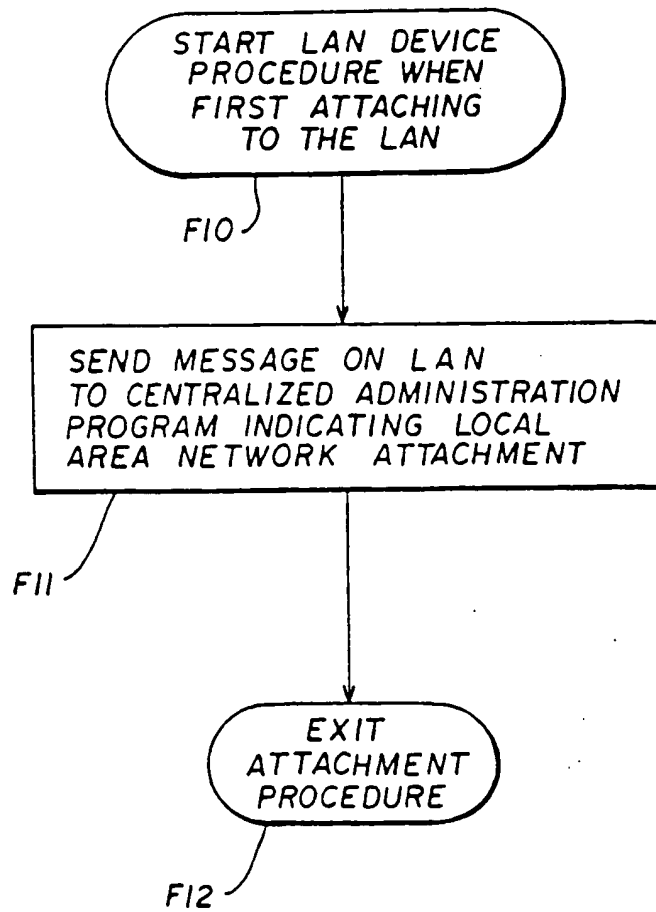 START LAN DEVICE
PROCEDURE WHEN
FIRST ATTACHING
TO THE LAN
F10
SEND MESSAGE ON LAN
TO CENTRALIZED ADMINISTRATION
PROGRAM INDICATING LOCAL
AREA NETWORK ATTACHMENT
F11
EXIT
ATTACHMENT
PROCEDURE
F12